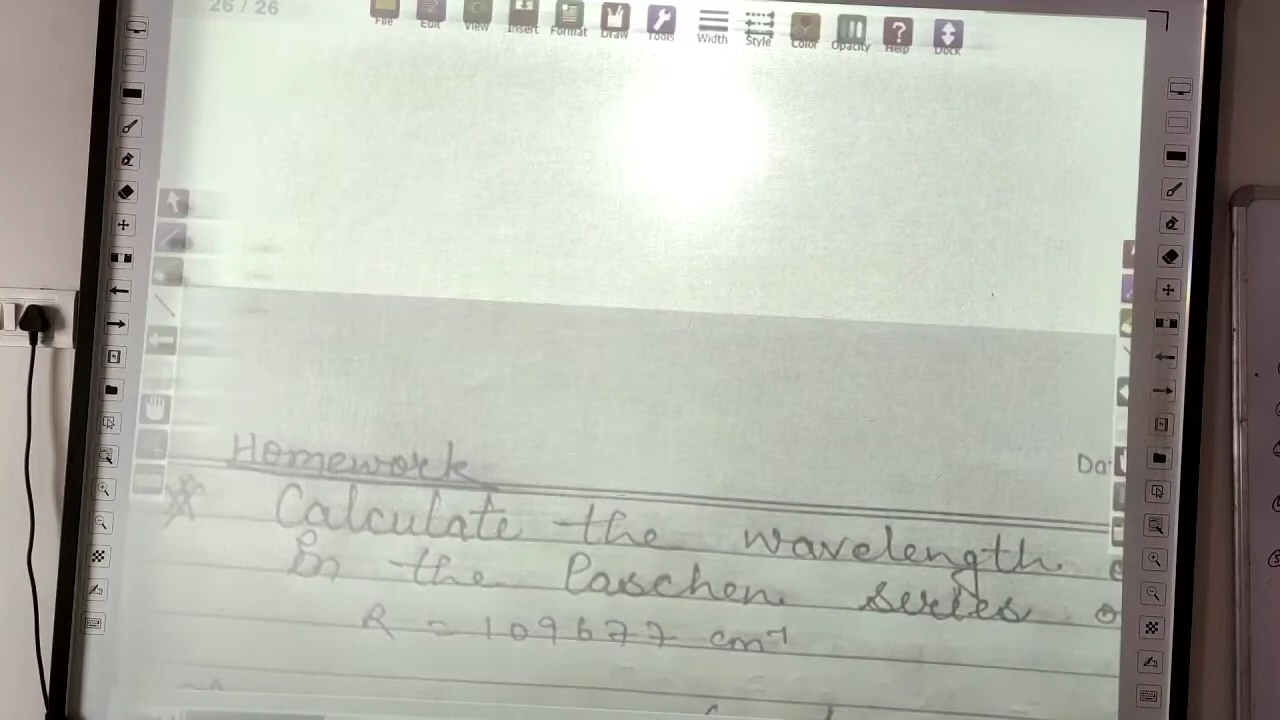 26 / 26
File Edit View Insert Format Draw Tools Width Style Color Opacity Help Dock
Homework
Calculate the wavelength
In the Paschen series
R = 109677 cm⁻¹